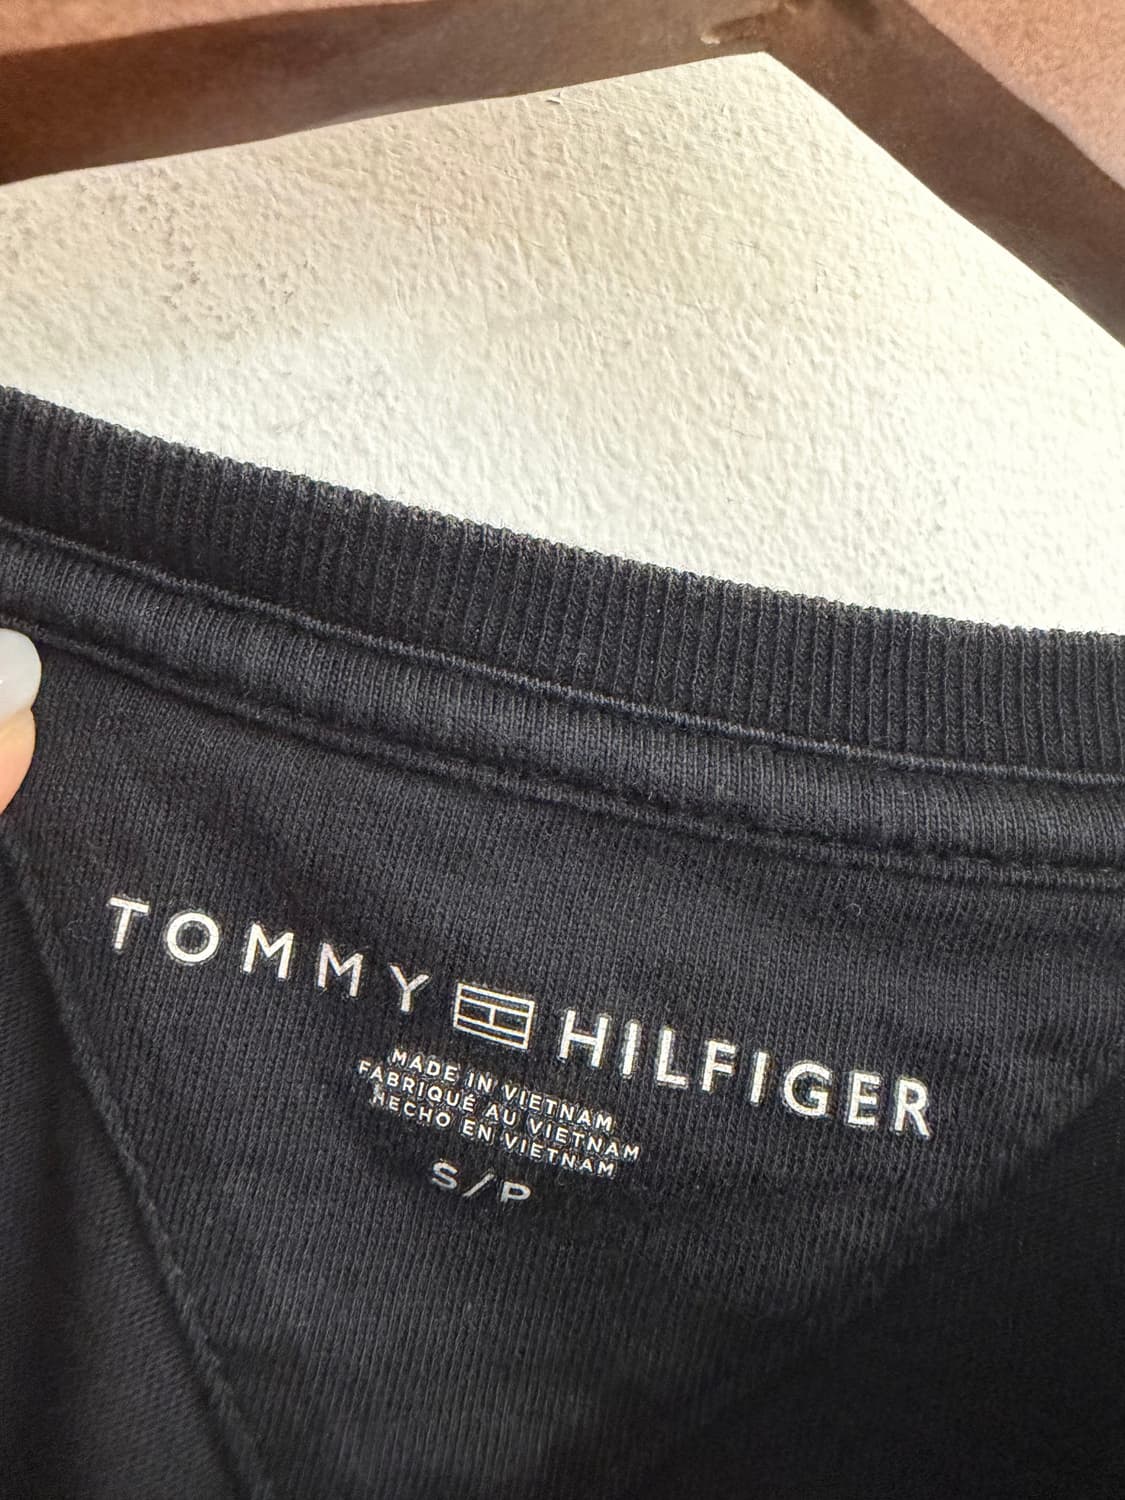 TOMMY HILFIGER
MADE IN VIETNAM
FABRIQUÉ AU VIETNAM
HECHO EN VIETNAM
S/P